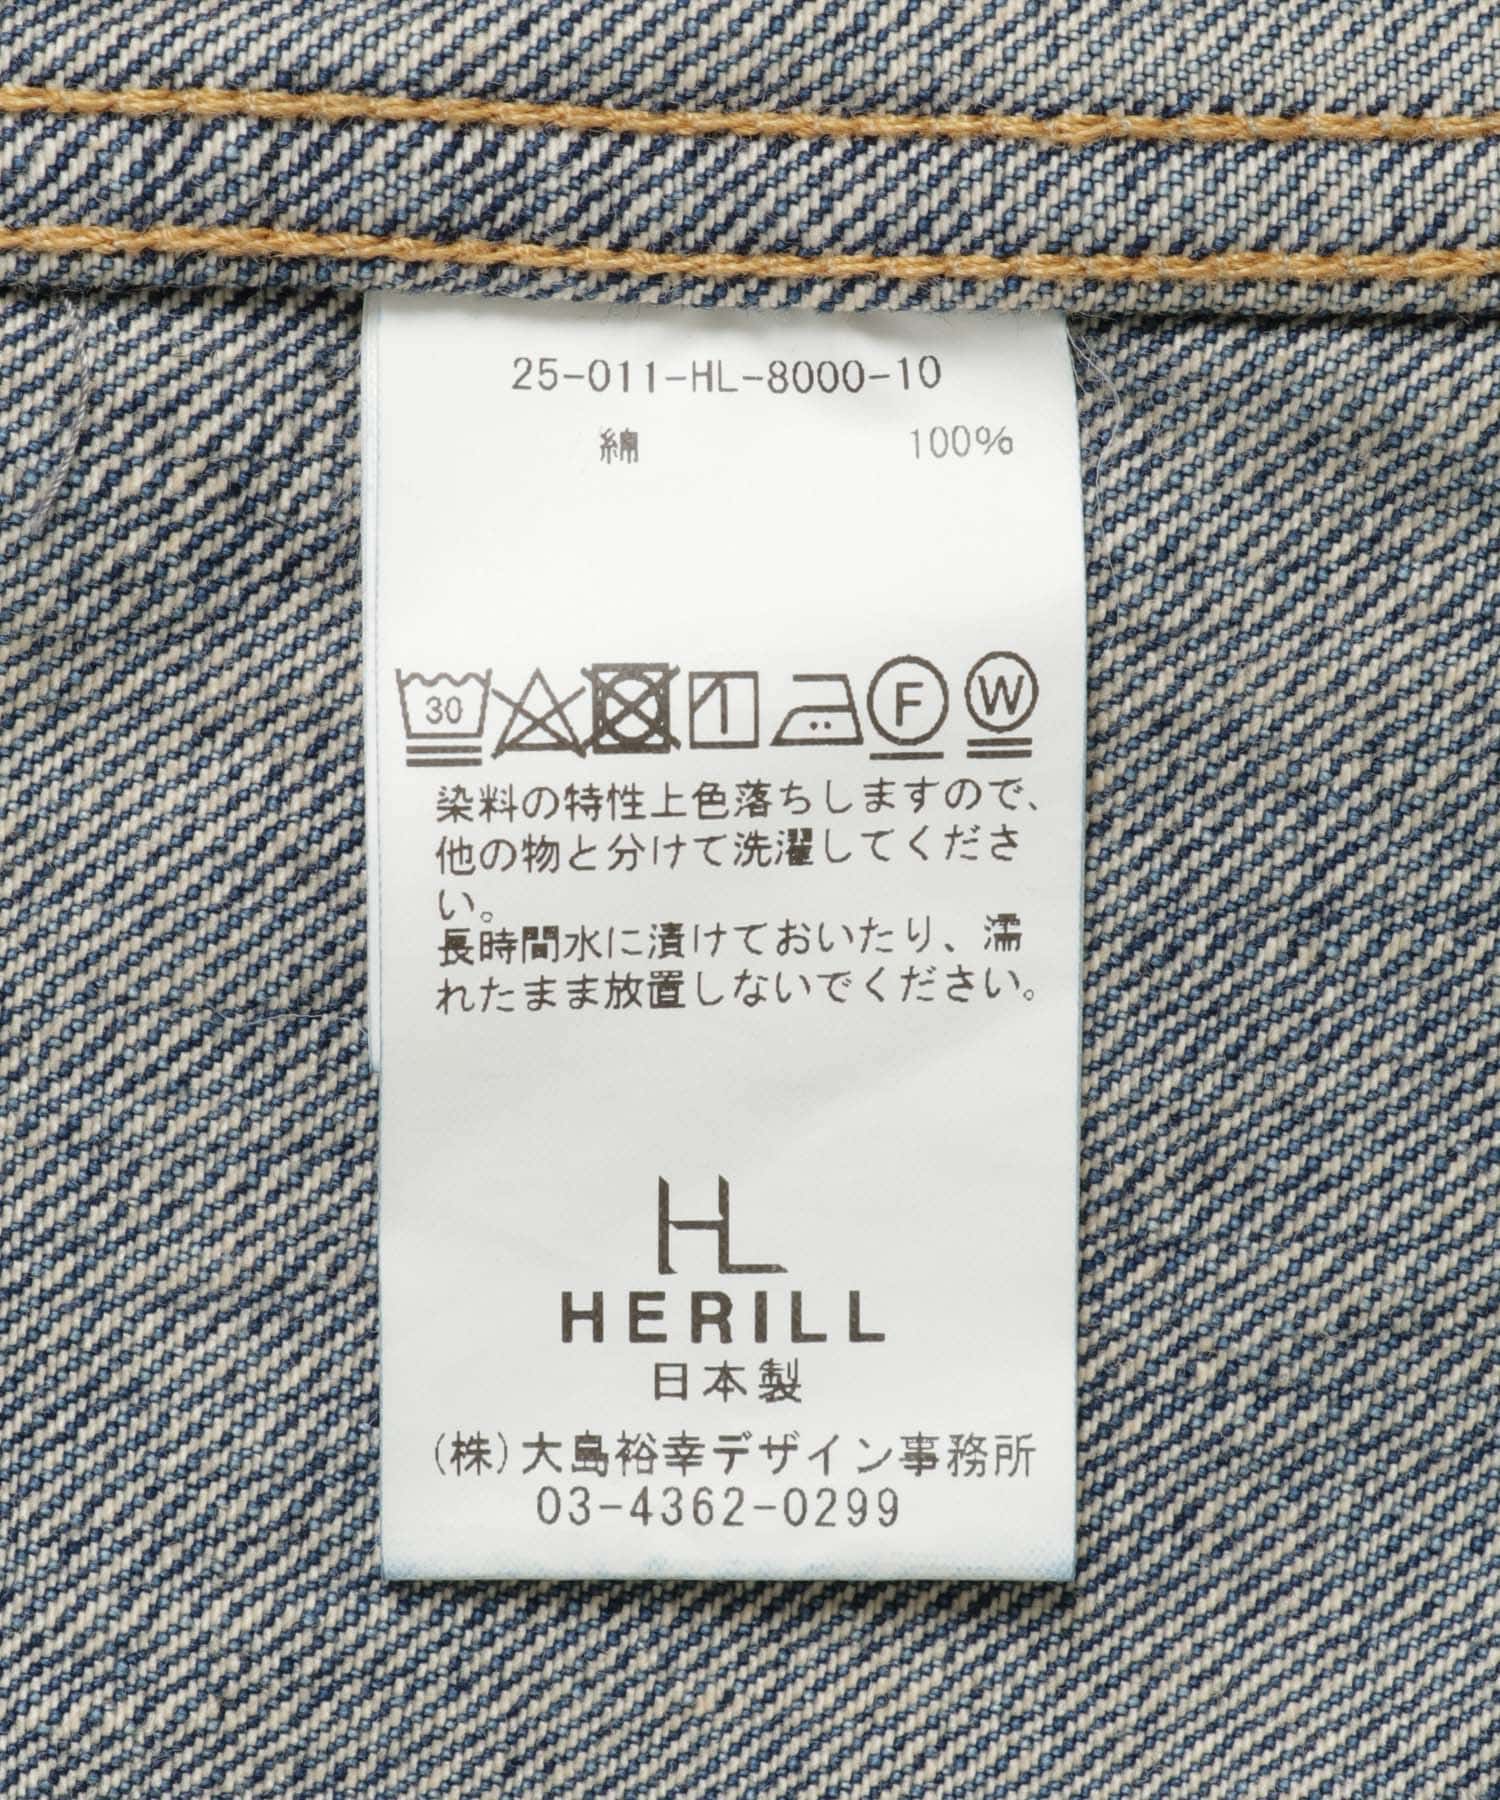 25-011-HL-8000-10
綿 100%
30 F W
染料の特性上色落ちしますので、
他の物と分けて洗濯してくださ
い。
長時間水に漬けておいたり、濡
れたまま放置しないでください。
HL
HERILL
日本製
(株)大島裕幸デザイン事務所
03-4362-0299